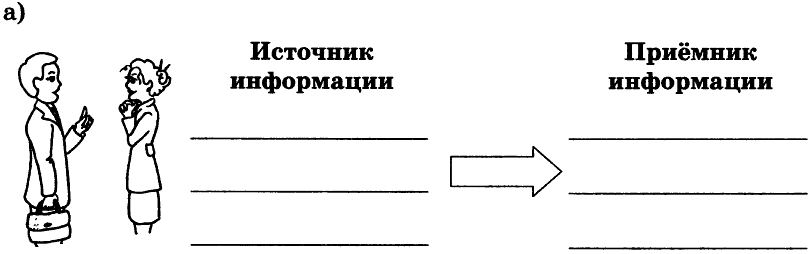 а)
Источник
информации
Приёмник
информации